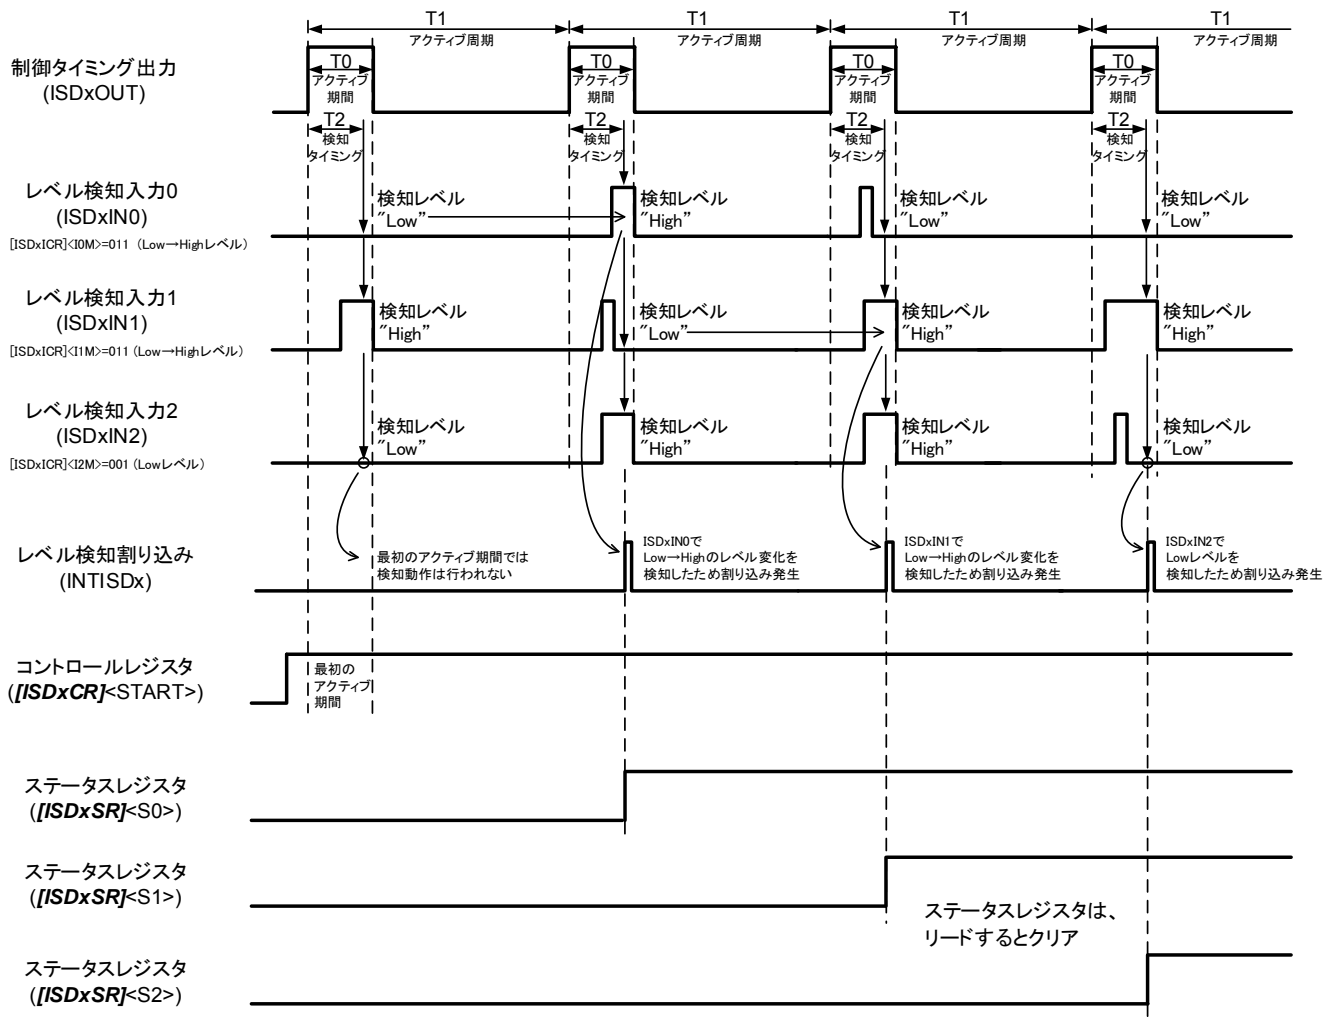 T1
T1
T1
T1
アクティブ周期
アクティブ周期
アクティブ周期
アクティブ周期
制御タイミング出力
(ISDxOUT)
T0
アクティブ
期間
T0
アクティブ
期間
T0
アクティブ
期間
T0
アクティブ
期間
T2
検知
タイミング
T2
検知
タイミング
T2
検知
タイミング
T2
検知
タイミング
レベル検知入力0
(ISDxIN0)
[ISDxICR]<I0M>=011 (Low→Highレベル)
検知レベル
"Low"
検知レベル
"High"
検知レベル
"Low"
検知レベル
"Low"
レベル検知入力1
(ISDxIN1)
[ISDxICR]<I1M>=011 (Low→Highレベル)
検知レベル
"High"
検知レベル
"Low"
検知レベル
"High"
検知レベル
"High"
レベル検知入力2
(ISDxIN2)
[ISDxICR]<I2M>=001 (Lowレベル)
検知レベル
"Low"
検知レベル
"High"
検知レベル
"High"
検知レベル
"Low"
レベル検知割り込み
(INTISDx)
最初のアクティブ期間では
検知動作は行われない
ISDxIN0で
Low→Highのレベル変化を
検知したため割り込み発生
ISDxIN1で
Low→Highのレベル変化を
検知したため割り込み発生
ISDxIN2で
Lowレベルを
検知したため割り込み発生
コントロールレジスタ
([ISDxCR]<START>)
最初の
アクティブ
期間
ステータスレジスタ
([ISDxSR]<S0>)
ステータスレジスタ
([ISDxSR]<S1>)
ステータスレジスタは、
リードするとクリア
ステータスレジスタ
([ISDxSR]<S2>)